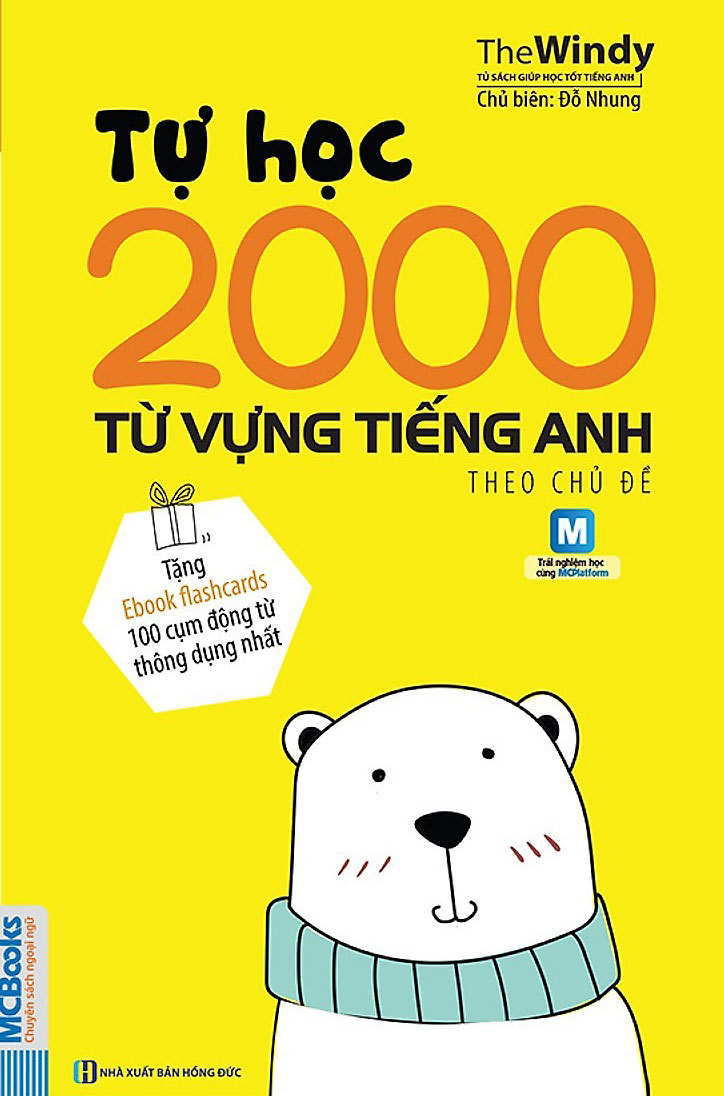 TheWindy
TỦ SÁCH GIÚP HỌC TỐT TIẾNG ANH
Chủ biên: Đỗ Nhung
Tự học
2000
TỪ VỰNG TIẾNG ANH
THEO CHỦ ĐỀ
M
Trải nghiệm học
cùng MCPlatform
Tặng
Ebook flashcards
100 cụm động từ
thông dụng nhất
MCBooks
Chuyên sách ngoại ngữ
NHÀ XUẤT BẢN HỒNG ĐỨC